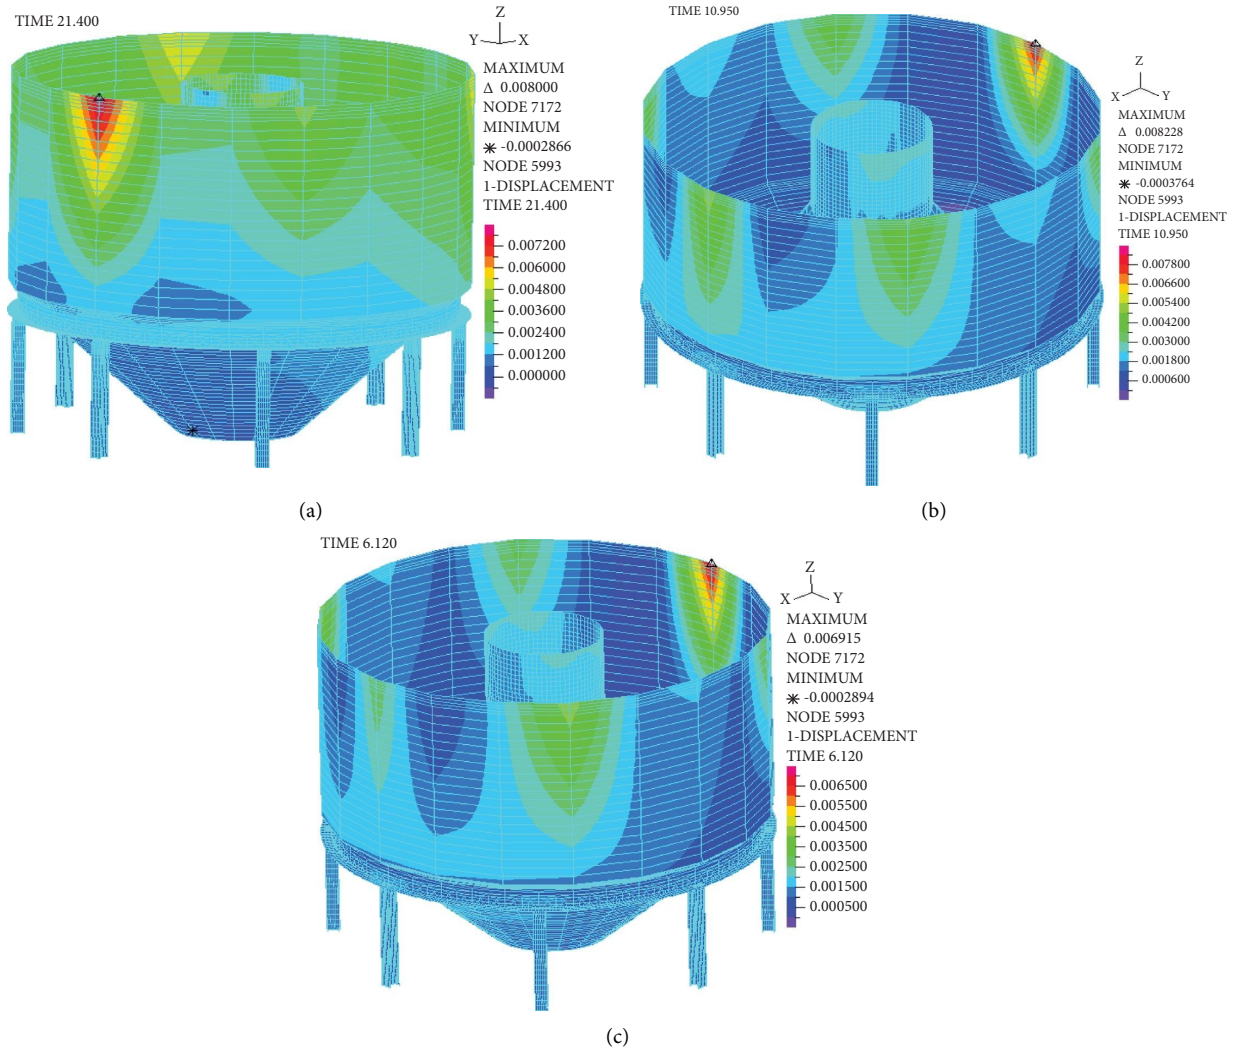 TIME 21.400
Z
Y X
MAXIMUM
Δ 0.008000
NODE 7172
MINIMUM
* -0.0002866
NODE 5993
1-DISPLACEMENT
TIME 21.400
0.007200
0.006000
0.004800
0.003600
0.002400
0.001200
0.000000
(a)
TIME 10.950
Z
X Y
MAXIMUM
Δ 0.008228
NODE 7172
MINIMUM
* -0.0003764
NODE 5993
1-DISPLACEMENT
TIME 10.950
0.007800
0.006600
0.005400
0.004200
0.003000
0.001800
0.000600
(b)
TIME 6.120
Z
X Y
MAXIMUM
Δ 0.006915
NODE 7172
MINIMUM
* -0.0002894
NODE 5993
1-DISPLACEMENT
TIME 6.120
0.006500
0.005500
0.004500
0.003500
0.002500
0.001500
0.000500
(c)